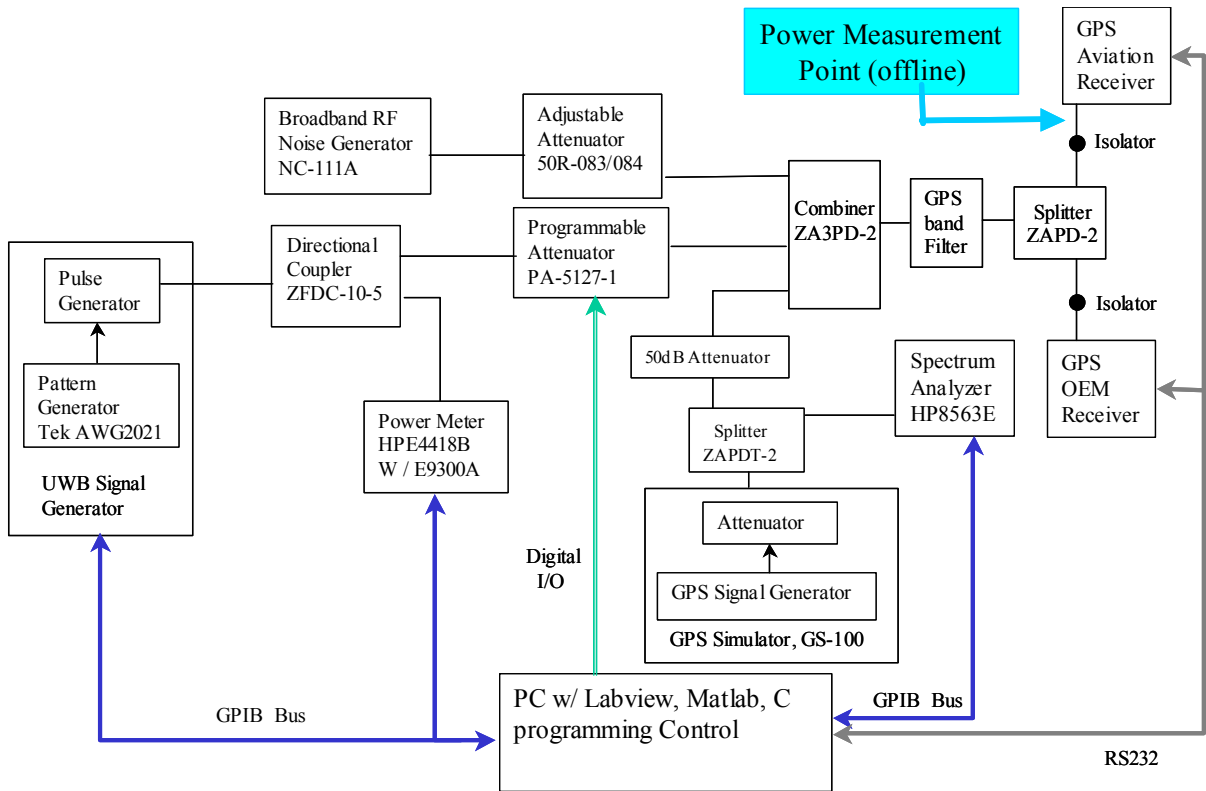 Power Measurement
Point (offline)
GPS
Aviation
Receiver
Broadband RF
Noise Generator
NC-111A
Adjustable
Attenuator
50R-083/084
Isolator
Combiner
ZA3PD-2
GPS
band
Filter
Splitter
ZAPD-2
Directional
Coupler
ZFDC-10-5
Programmable
Attenuator
PA-5127-1
Pulse
Generator
Pattern
Generator
Tek AWG2021
UWB Signal
Generator
Isolator
50dB Attenuator
Spectrum
Analyzer
HP8563E
GPS
OEM
Receiver
Power Meter
HPE4418B
W / E9300A
Splitter
ZAPDT-2
Attenuator
GPS Signal Generator
GPS Simulator, GS-100
Digital
I/O
PC w/ Labview, Matlab, C
programming Control
GPIB Bus
GPIB Bus
RS232